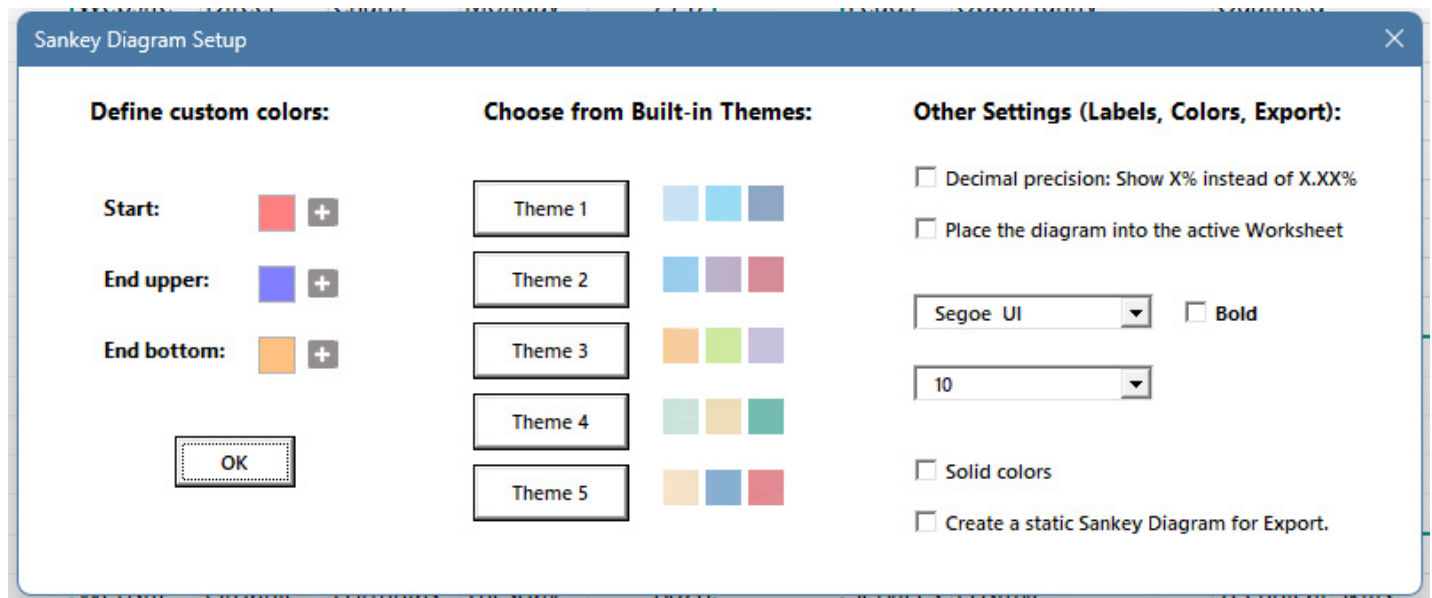 Sankey Diagram Setup
Define custom colors:
Start:
End upper:
End bottom:
OK
Choose from Built-in Themes:
Theme 1
Theme 2
Theme 3
Theme 4
Theme 5
Other Settings (Labels, Colors, Export):
Decimal precision: Show X% instead of X.XX%
Place the diagram into the active Worksheet
Segoe UI
Bold
10
Solid colors
Create a static Sankey Diagram for Export.